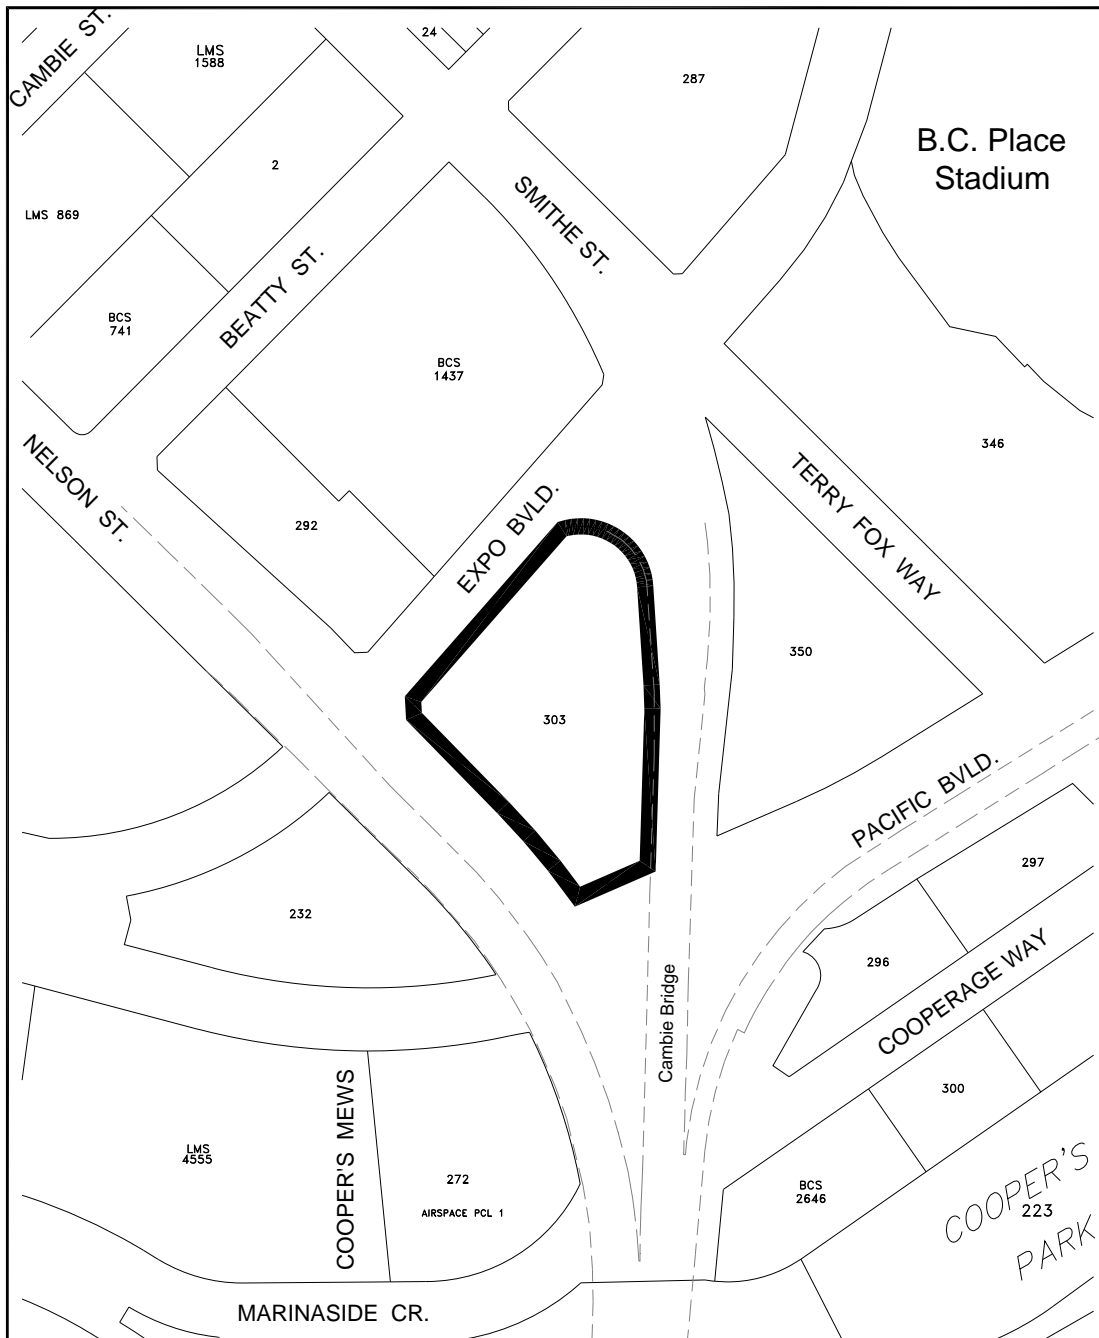 CAMBIE ST.
LMS
1588
24
287
B.C. Place
Stadium
2
LMS 869
SMITHE ST.
BEATTY ST.
BCS
741
BCS
1437
346
NELSON ST.
TERRY FOX WAY
292
EXPO BVLD.
350
303
PACIFIC BVLD.
297
232
296
COOPERAGE WAY
Cambie Bridge
300
COOPER'S MEWS
LMS
4555
272
AIRSPACE PCL 1
BCS
2646
COOPER'S
223
PARK
MARINASIDE CR.